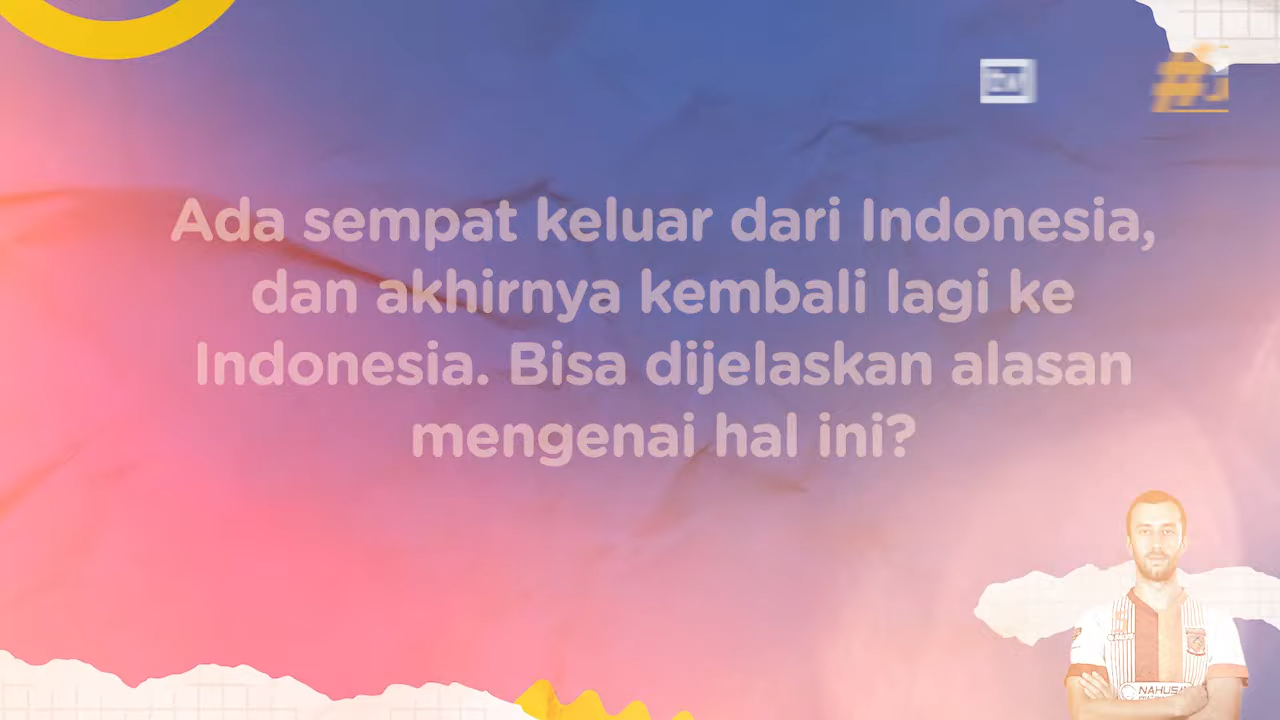 Ada sempat keluar dari Indonesia,
dan akhirnya kembali lagi ke
Indonesia. Bisa dijelaskan alasan
mengenai hal ini?